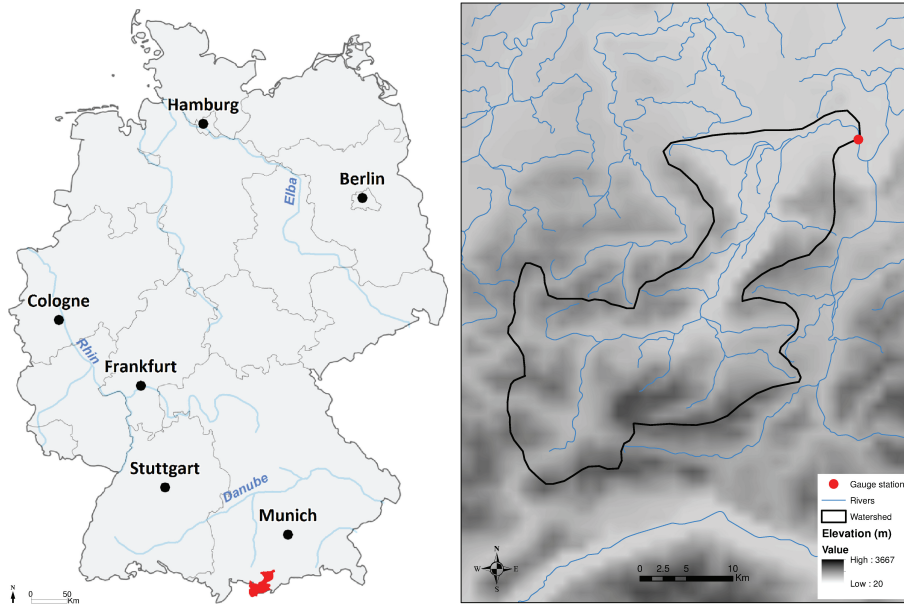 Hamburg
Berlin
Elba
Cologne
Rhin
Frankfurt
Stuttgart
Danube
Munich
N
0 50
Km
Gauge station
Rivers
Watershed
Elevation (m)
Value
High : 3667
Low : 20
N
W E
S
0 2.5 5 10
Km